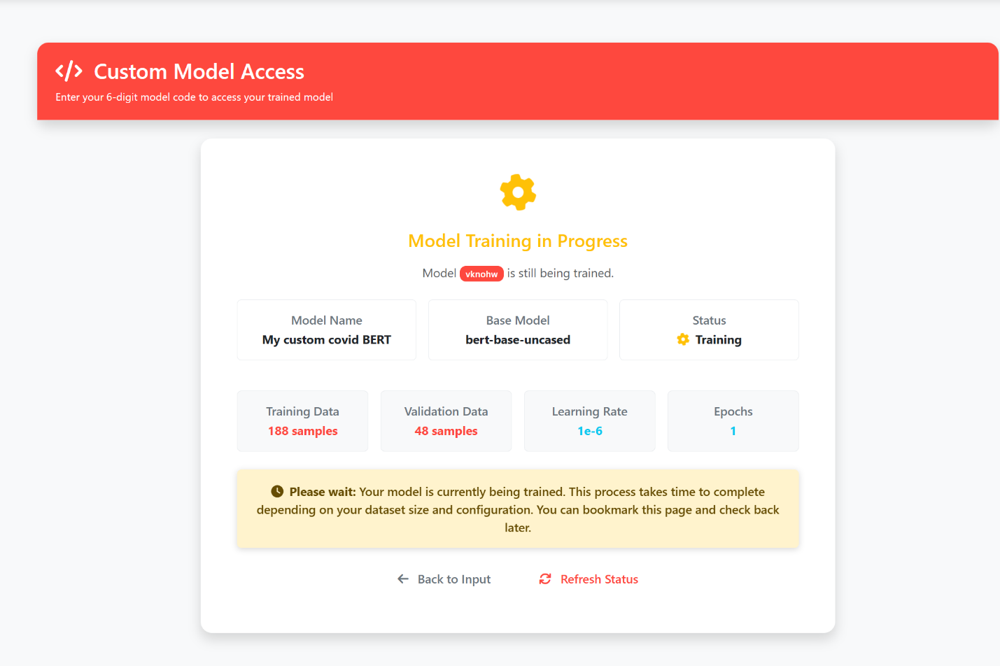 </> Custom Model Access
Enter your 6-digit model code to access your trained model
Model Training in Progress
Model vknohw is still being trained.
Model Name
My custom covid BERT
Base Model
bert-base-uncased
Status
Training
Training Data
188 samples
Validation Data
48 samples
Learning Rate
1e-6
Epochs
1
Please wait: Your model is currently being trained. This process takes time to complete
depending on your dataset size and configuration. You can bookmark this page and check back
later.
Back to Input
Refresh Status